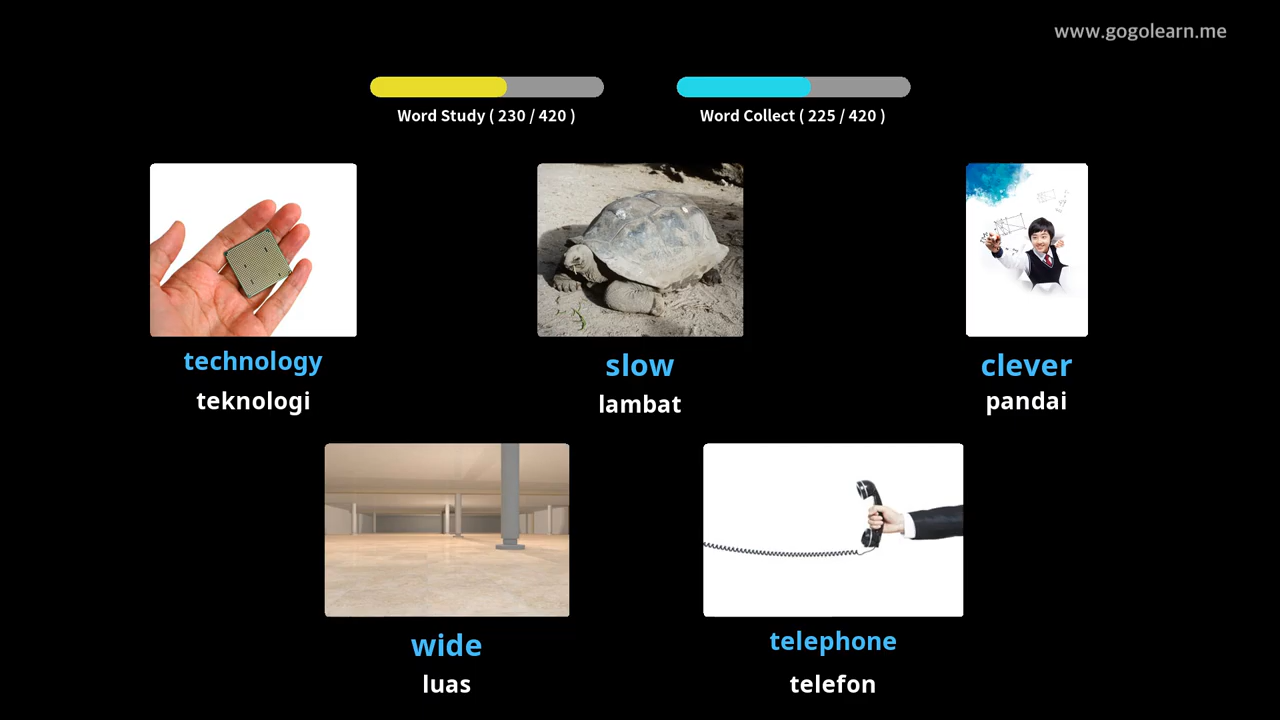 www.gogolearn.me
Word Study ( 230 / 420 )
Word Collect ( 225 / 420 )
technology
teknologi
slow
lambat
clever
pandai
wide
luas
telephone
telefon